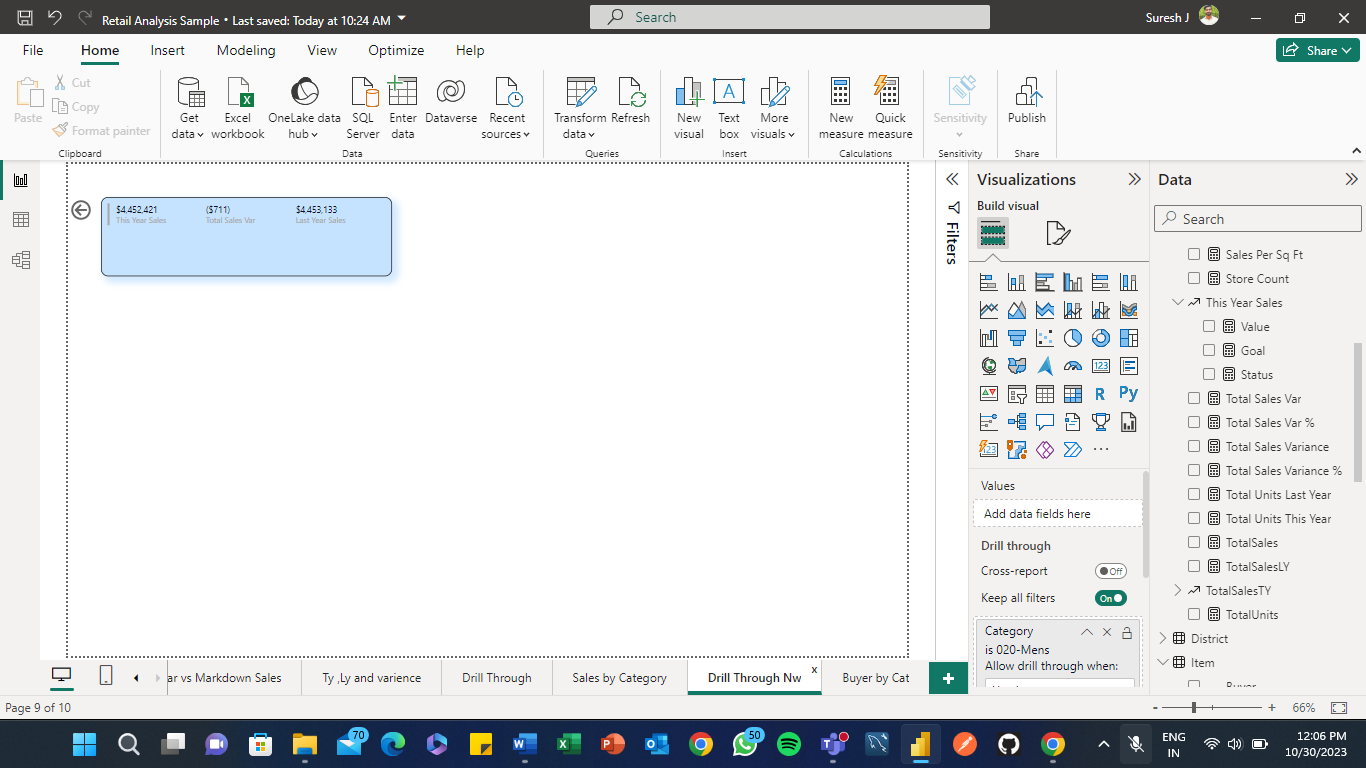 Retail Analysis Sample • Last saved: Today at 10:24 AM
Search
Suresh J
File Home Insert Modeling View Optimize Help
Share
Paste
Cut
Copy
Format painter
Clipboard
Get data
Excel workbook
OneLake data hub
SQL Server
Enter data
Dataverse
Recent sources
Data
Transform data
Refresh
Queries
New visual
Text box
More visuals
Insert
New measure
Quick measure
Calculations
Sensitivity
Sensitivity
Publish
Share
$4,452,421 ($711) $4,453,133
This Year Sales Total Sales Var Last Year Sales
Filters
Visualizations
Build visual
123
R
Py
123
Values
Add data fields here
Drill through
Cross-report Off
Keep all filters On
Category
is 020-Mens
Allow drill through when:
Data
Search
Sales Per Sq Ft
Store Count
This Year Sales
Value
Goal
Status
Total Sales Var
Total Sales Var %
Total Sales Variance
Total Sales Variance %
Total Units Last Year
Total Units This Year
TotalSales
TotalSalesLY
TotalSalesTY
TotalUnits
District
Item
ar vs Markdown Sales
Ty ,Ly and varience
Drill Through
Sales by Category
Drill Through Nw
x
Buyer by Cat
+
Page 9 of 10
- + 66%
70
50
ENG
IN
12:06 PM
10/30/2023